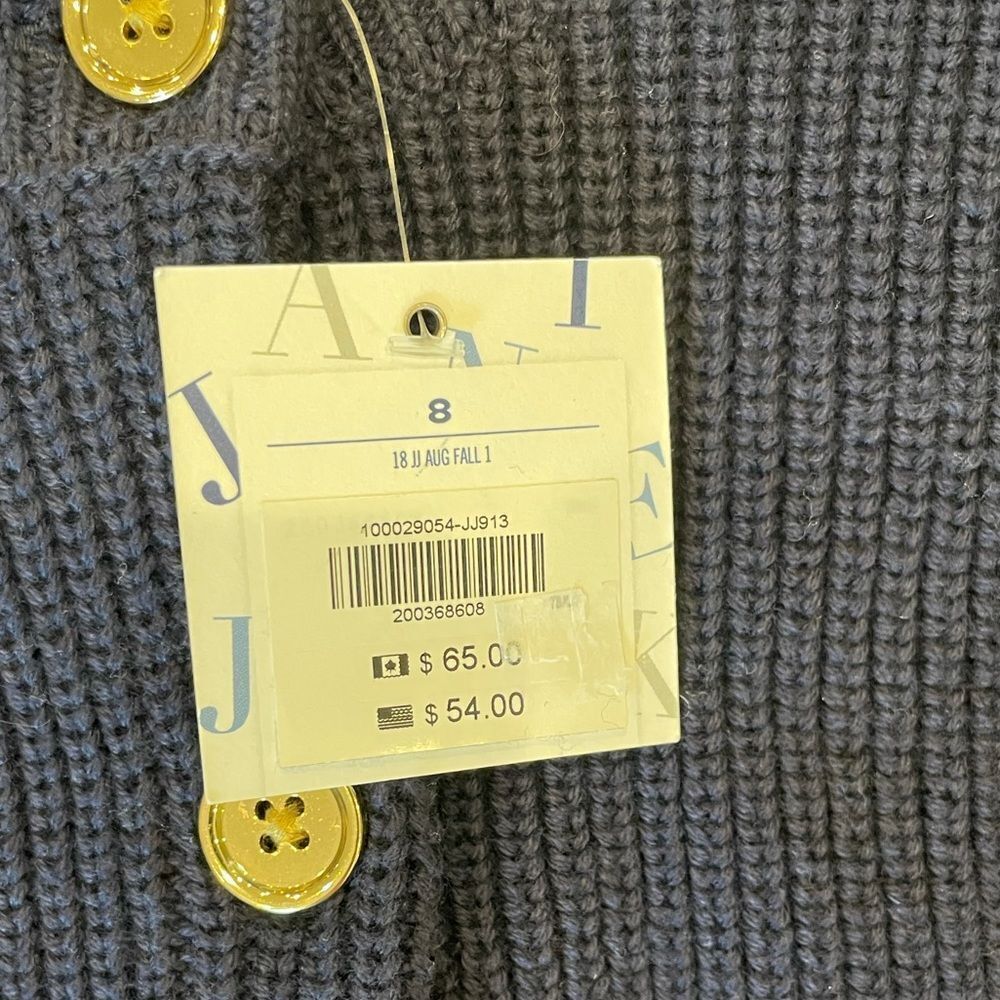 A I
N
J
8
18 JJ AUG FALL 1
E
100029054-JJ913
200368608
J
K
$ 65.00
$ 54.00